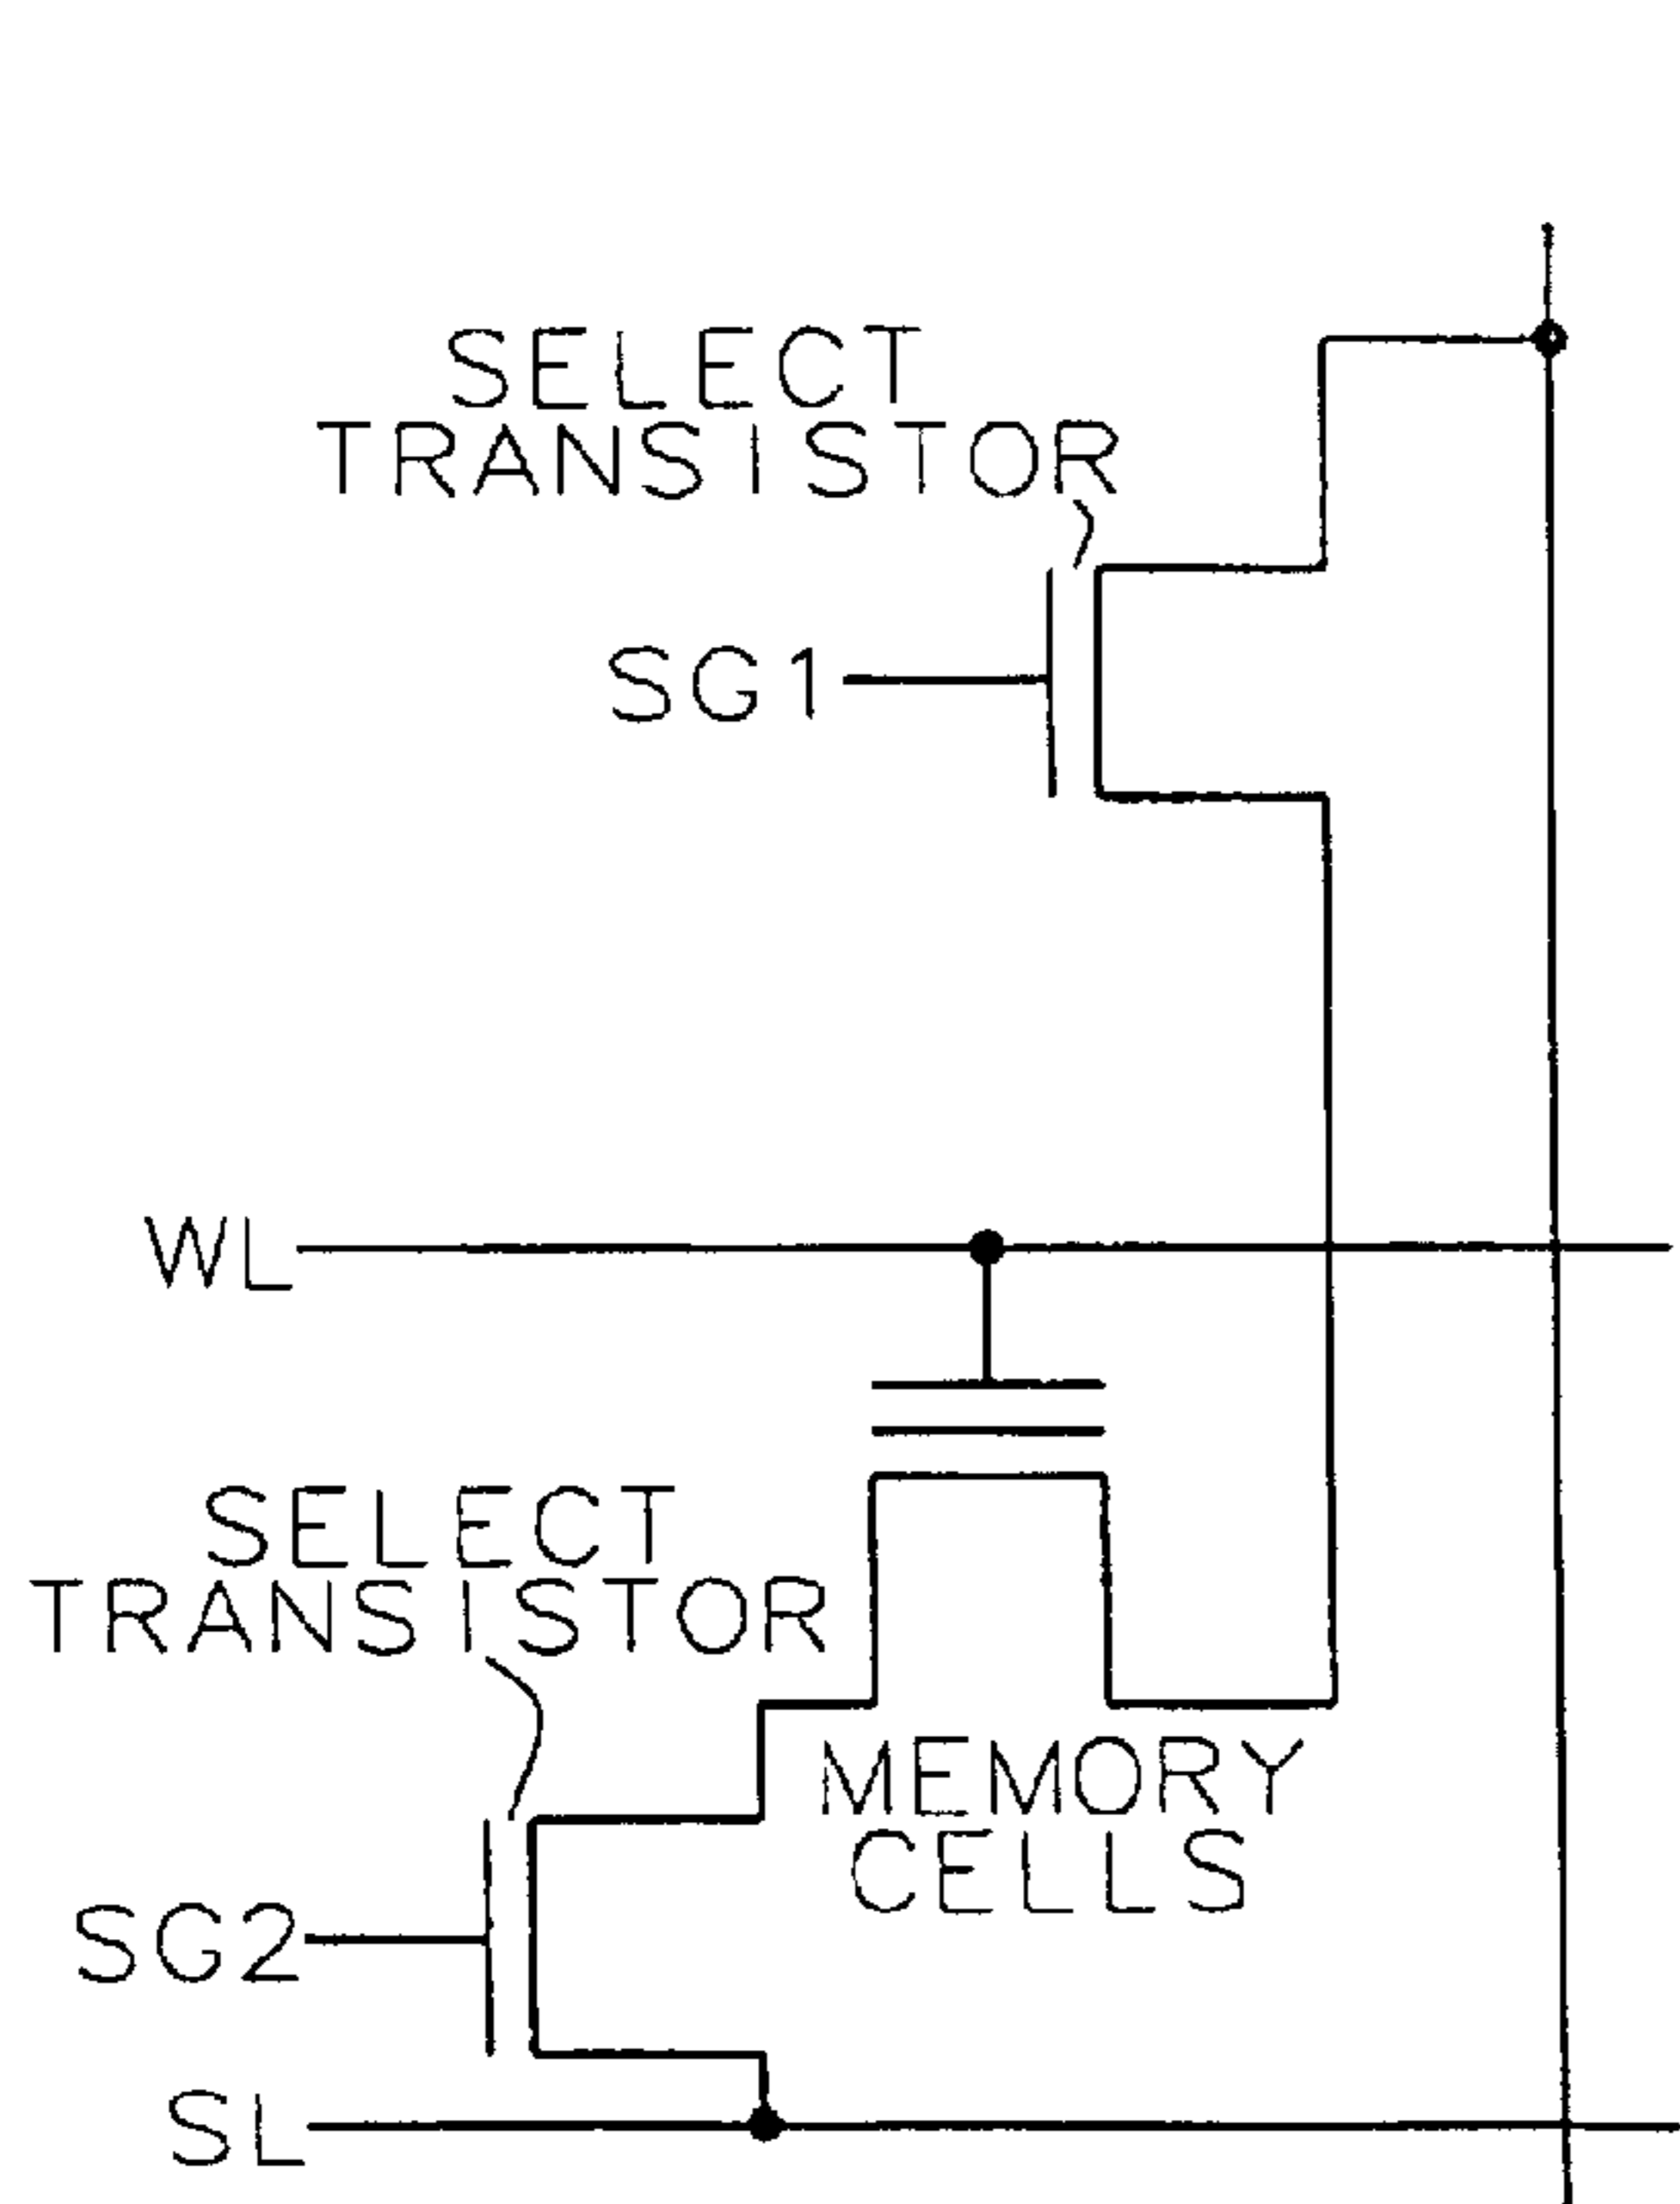 SELECT
TRANSISTOR
SG1
WL
SELECT
TRANSISTOR
MEMORY
CELLS
SG2
SL